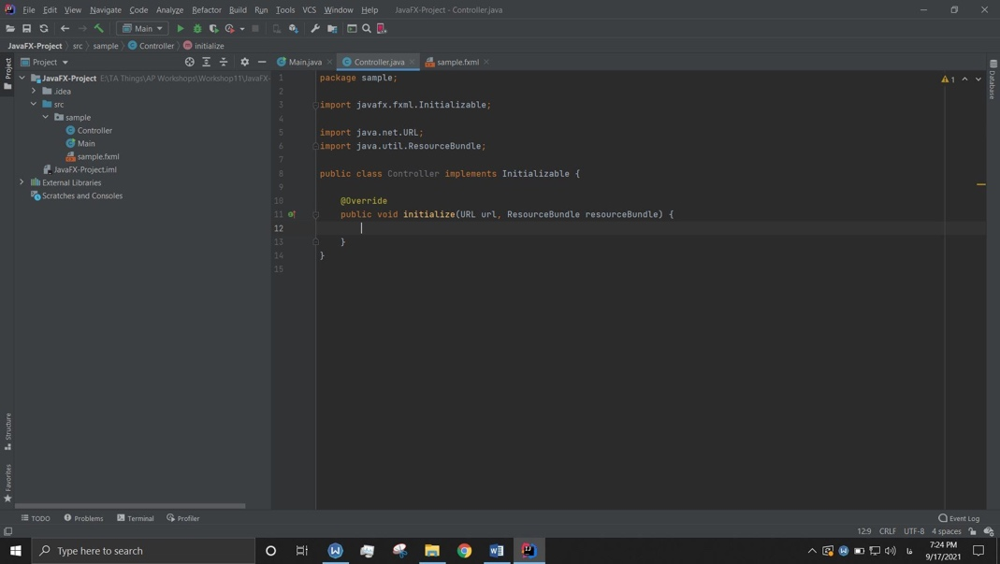 File Edit View Navigate Code Analyze Refactor Build Run Tools VCS Window Help JavaFX-Project - Controller.java
Main
JavaFX-Project src sample Controller initialize
Project
Main.java Controller.java sample.fxml
Project
JavaFX-Project E:\TA Things\AP Workshops\Workshop11\JavaFX-
.idea
src
sample
Controller
Main
sample.fxml
JavaFX-Project.iml
External Libraries
Scratches and Consoles
Structure
Favorites
1 package sample;
2
3 import javafx.fxml.Initializable;
4
5 import java.net.URL;
6 import java.util.ResourceBundle;
7
8 public class Controller implements Initializable {
9
10 @Override
11 public void initialize(URL url, ResourceBundle resourceBundle) {
12
13 }
14 }
15
1
Database
TODO Problems Terminal Profiler Event Log
12:9 CRLF UTF-8 4 spaces
Type here to search
فا
7:24 PM
9/17/2021